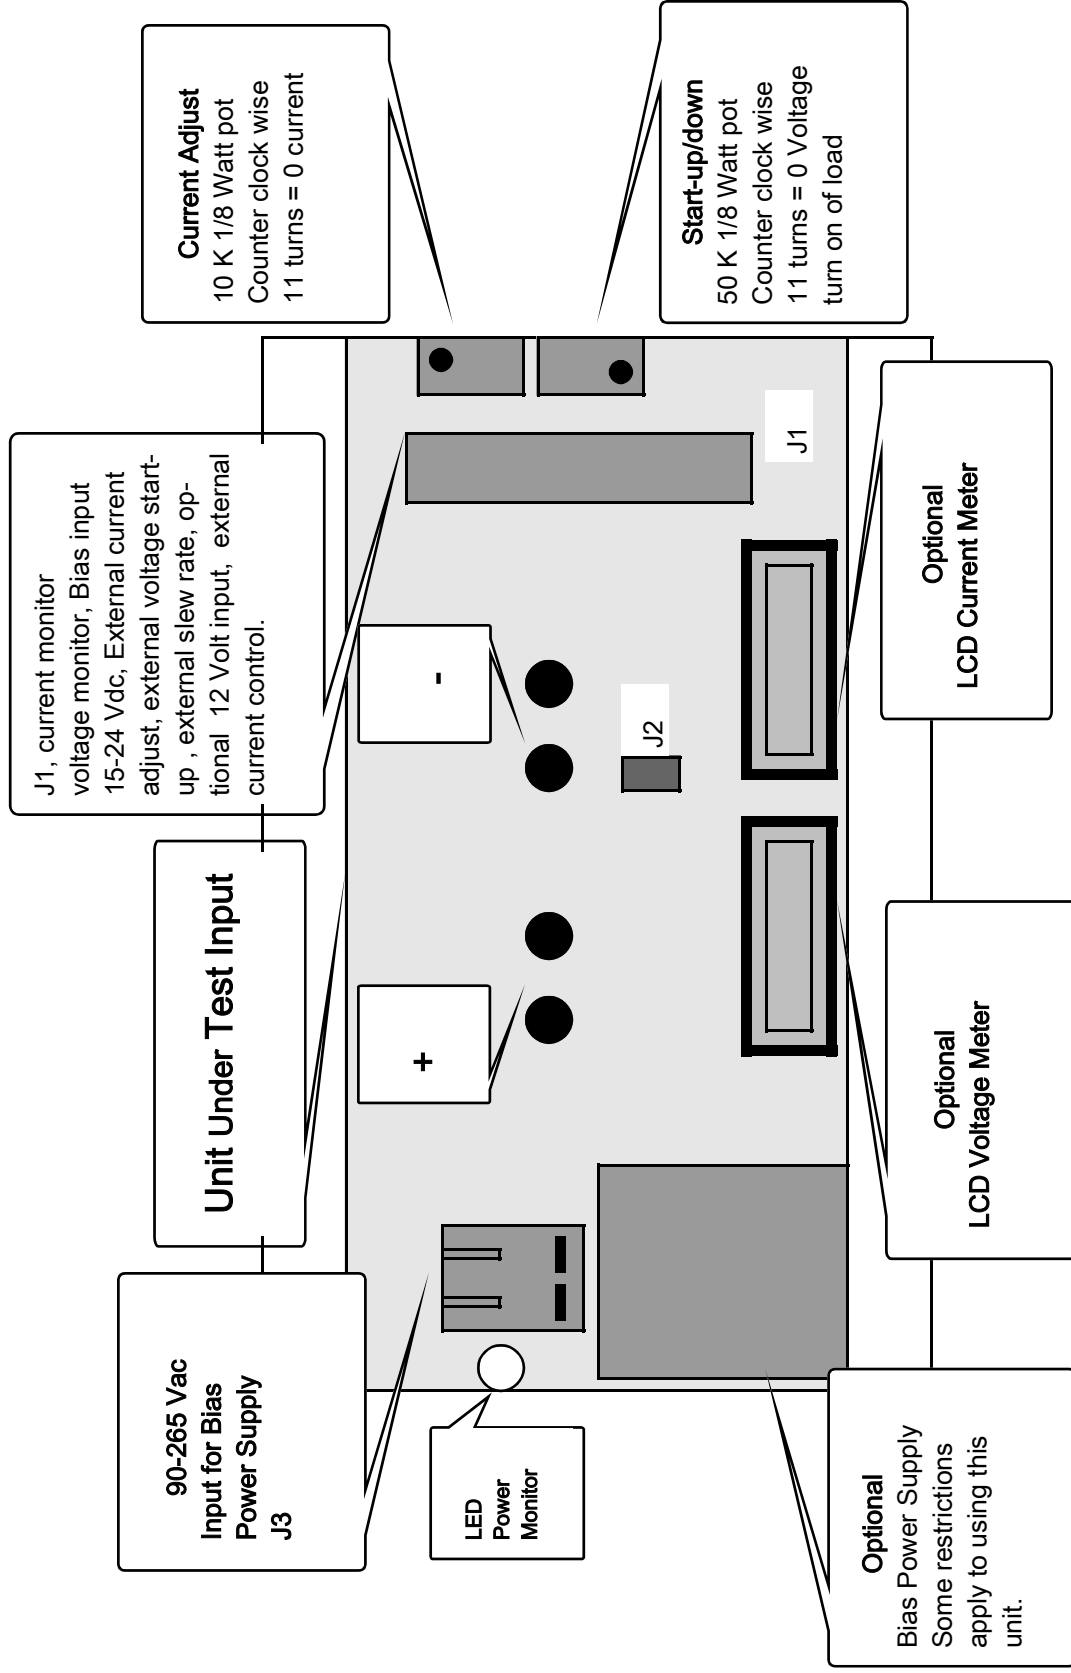 90-265 Vac
Input for Bias
Power Supply
J3
Unit Under Test Input
J1, current monitor
voltage monitor, Bias input
15-24 Vdc, External current
adjust, external voltage start-
up , external slew rate, op-
tional 12 Volt input, external
current control.
Current Adjust
10 K 1/8 Watt pot
Counter clock wise
11 turns = 0 current
+
-
LED
Power
Monitor
J2
J1
Start-up/down
50 K 1/8 Watt pot
Counter clock wise
11 turns = 0 Voltage
turn on of load
Optional
Bias Power Supply
Some restrictions
apply to using this
unit.
Optional
LCD Voltage Meter
Optional
LCD Current Meter